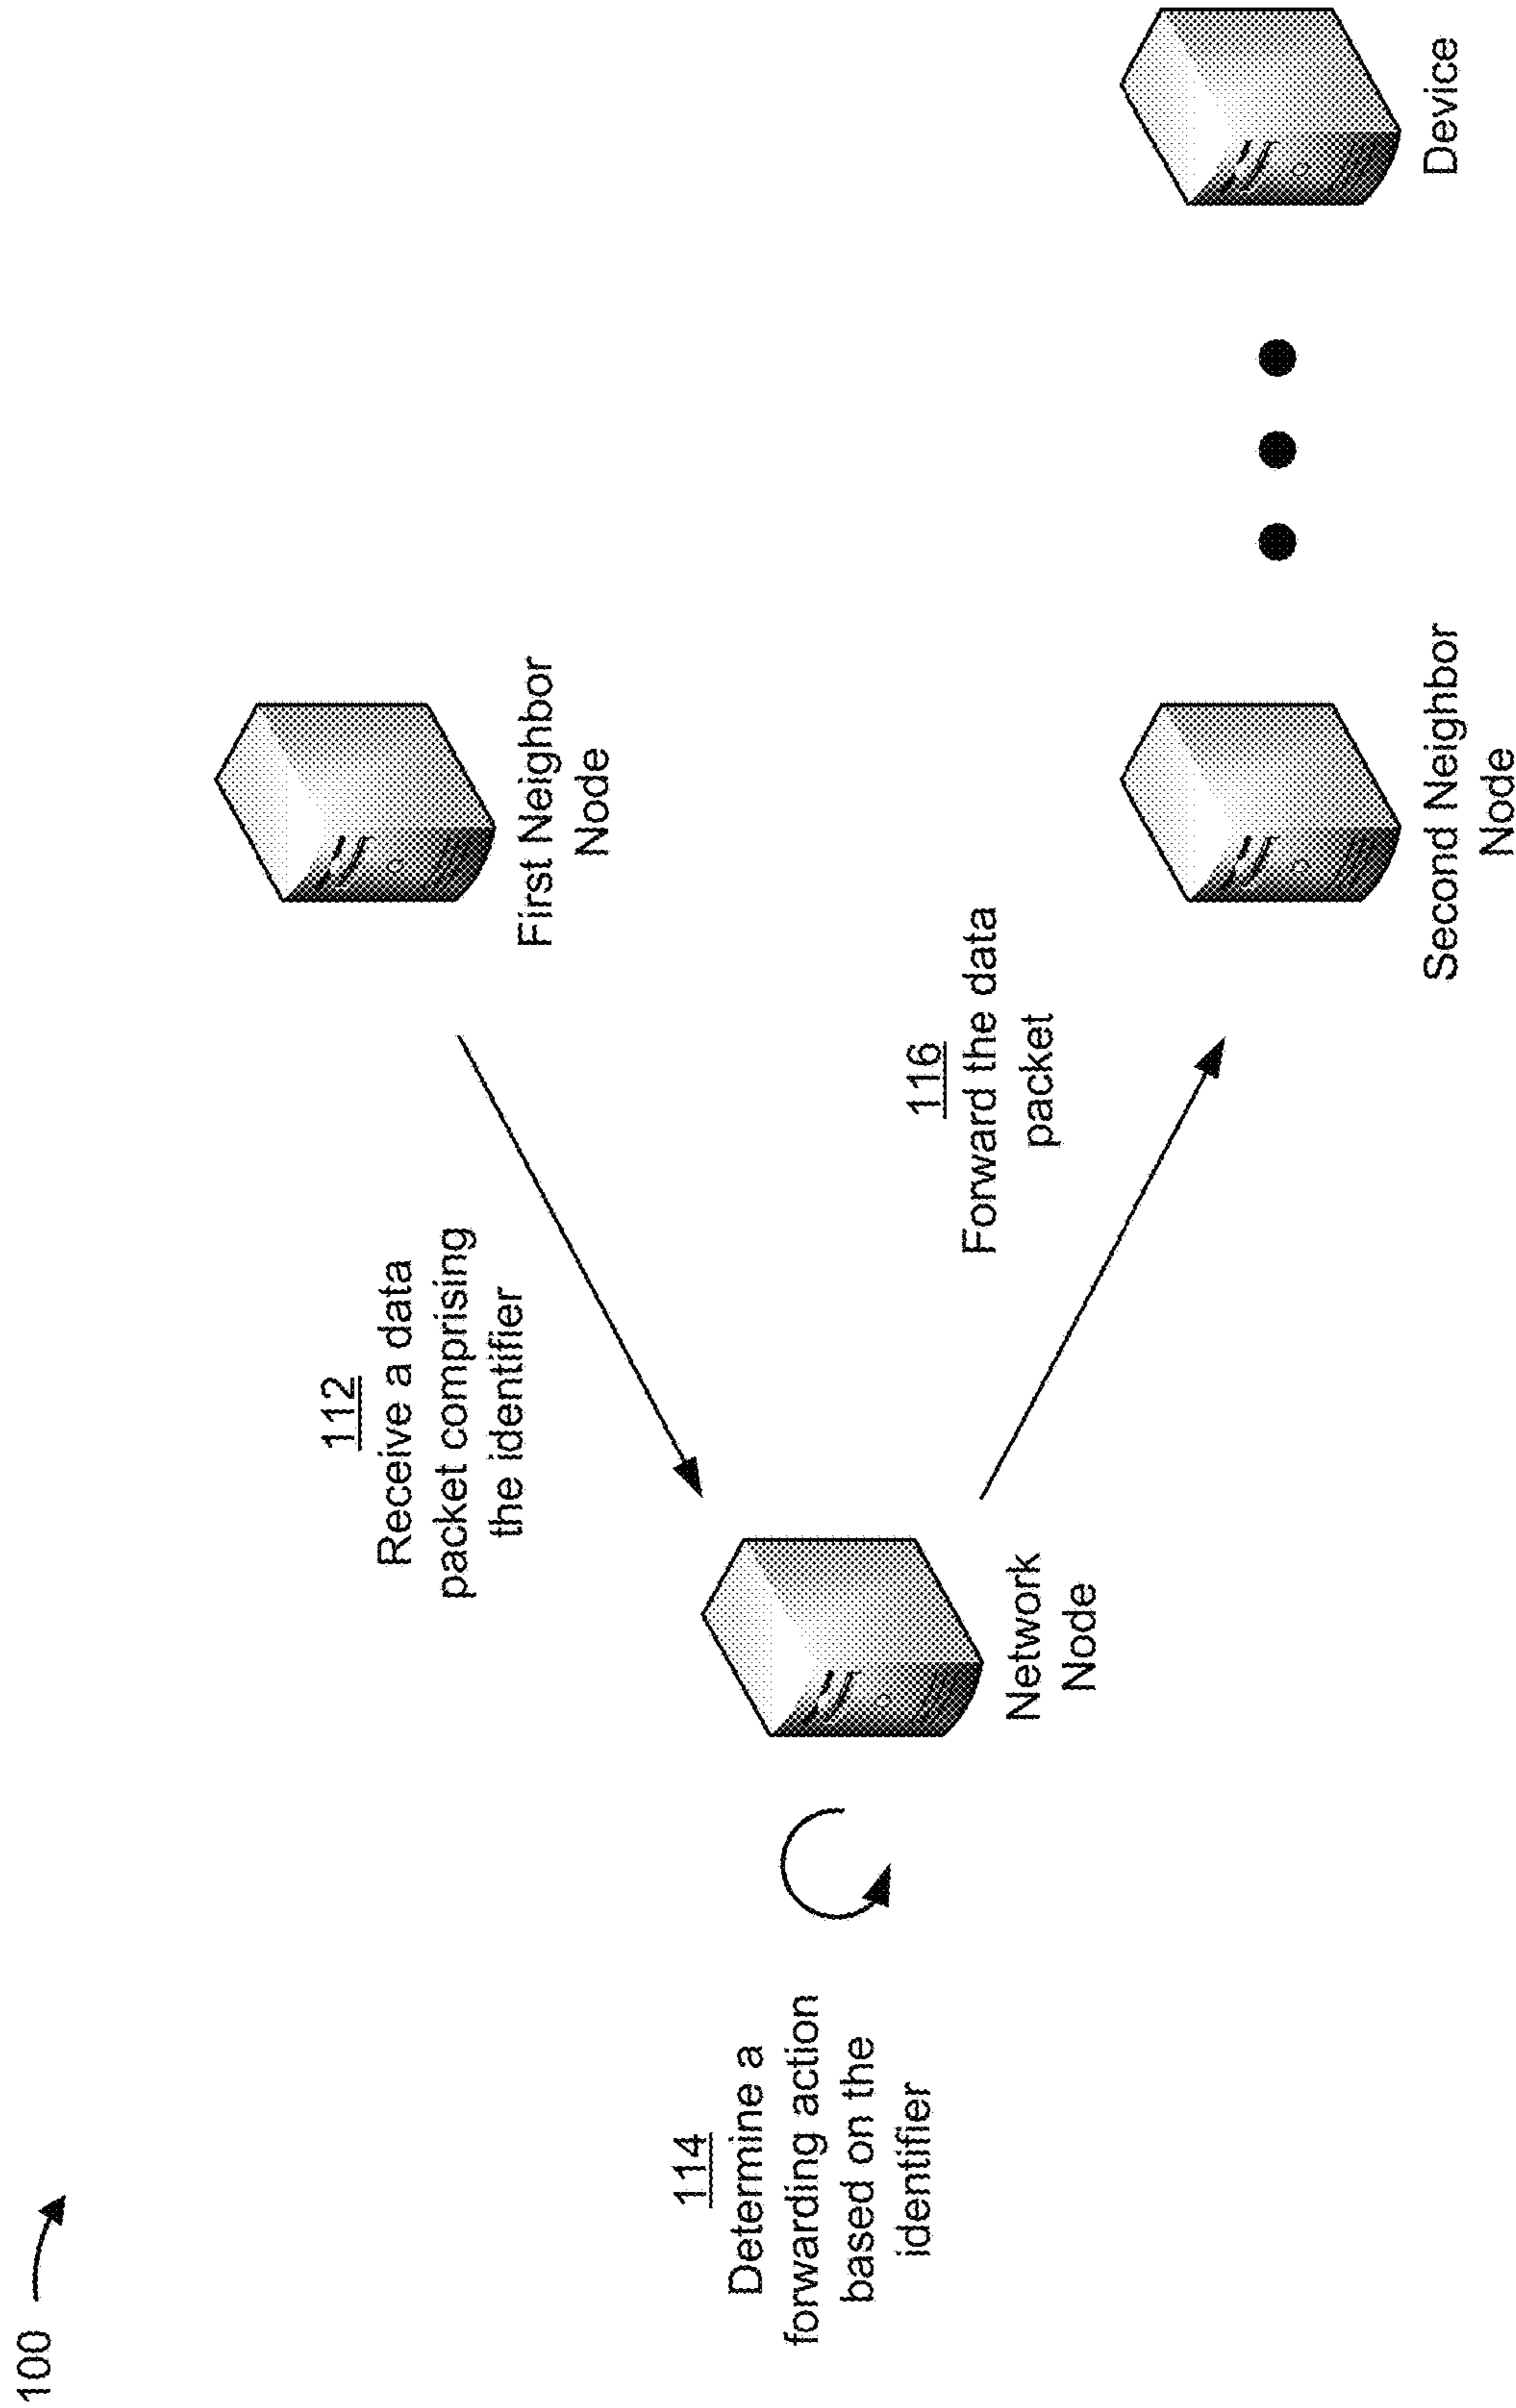 100
112
Receive a data
packet comprising
the identifier
First Neighbor
Node
114
Determine a
forwarding action
based on the
identifier
Network
Node
116
Forward the data
packet
Second Neighbor
Node
Device